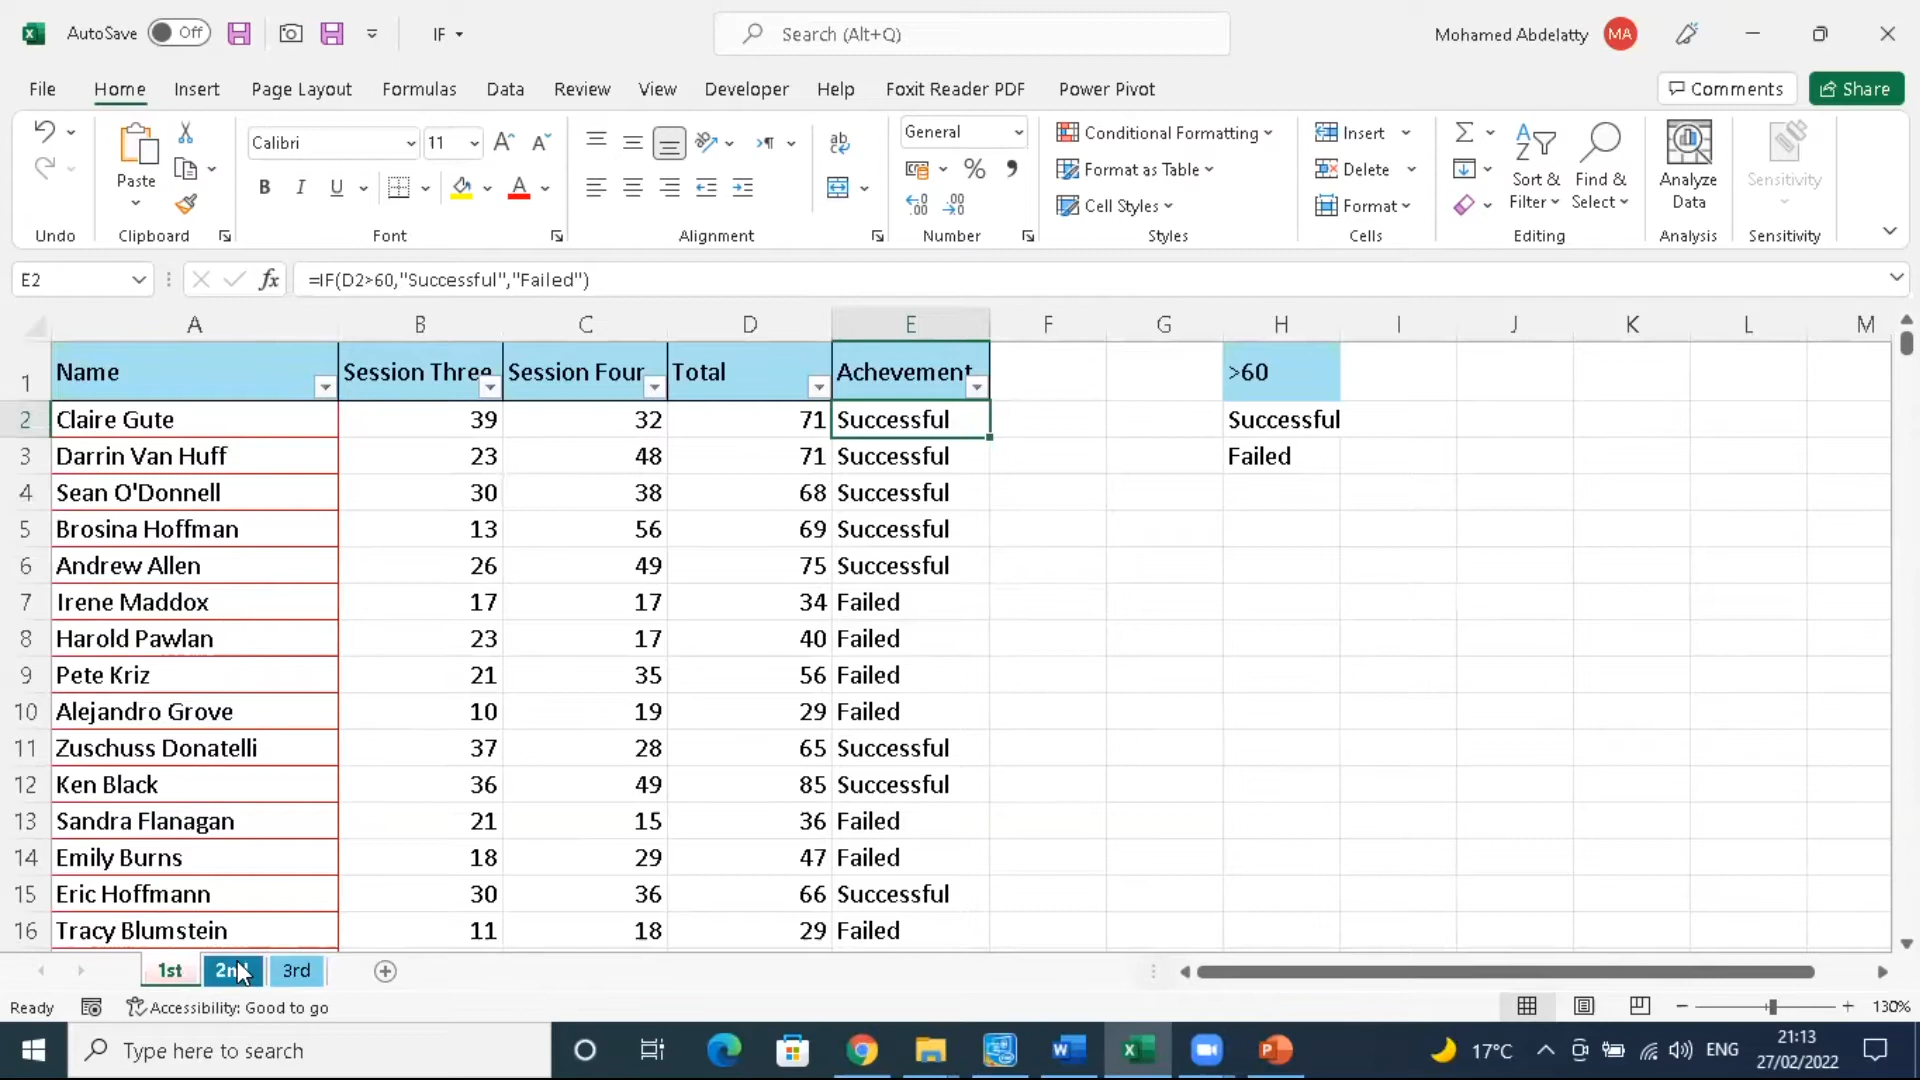 AutoSave Off IF Search (Alt+Q) Mohamed Abdelatty MA
File Home Insert Page Layout Formulas Data Review View Developer Help Foxit Reader PDF Power Pivot Comments Share
Paste
Calibri 11
B I U
ab
General
Conditional Formatting
Format as Table
Cell Styles
Insert
Delete
Format
Sort & Filter
Find & Select
Analyze Data
Sensitivity
Undo Clipboard Font Alignment Number Styles Cells Editing Analysis Sensitivity
E2 fx =IF(D2>60,"Successful","Failed")
A B C D E F G H I J K L M
1 Name Session Three Session Four Total Achevement >60
2 Claire Gute 39 32 71 Successful Successful
3 Darrin Van Huff 23 48 71 Successful Failed
4 Sean O'Donnell 30 38 68 Successful
5 Brosina Hoffman 13 56 69 Successful
6 Andrew Allen 26 49 75 Successful
7 Irene Maddox 17 17 34 Failed
8 Harold Pawlan 23 17 40 Failed
9 Pete Kriz 21 35 56 Failed
10 Alejandro Grove 10 19 29 Failed
11 Zuschuss Donatelli 37 28 65 Successful
12 Ken Black 36 49 85 Successful
13 Sandra Flanagan 21 15 36 Failed
14 Emily Burns 18 29 47 Failed
15 Eric Hoffmann 30 36 66 Successful
16 Tracy Blumstein 11 18 29 Failed
1st 2nd 3rd
Ready Accessibility: Good to go 130%
Type here to search 17°C ENG 21:13
27/02/2022